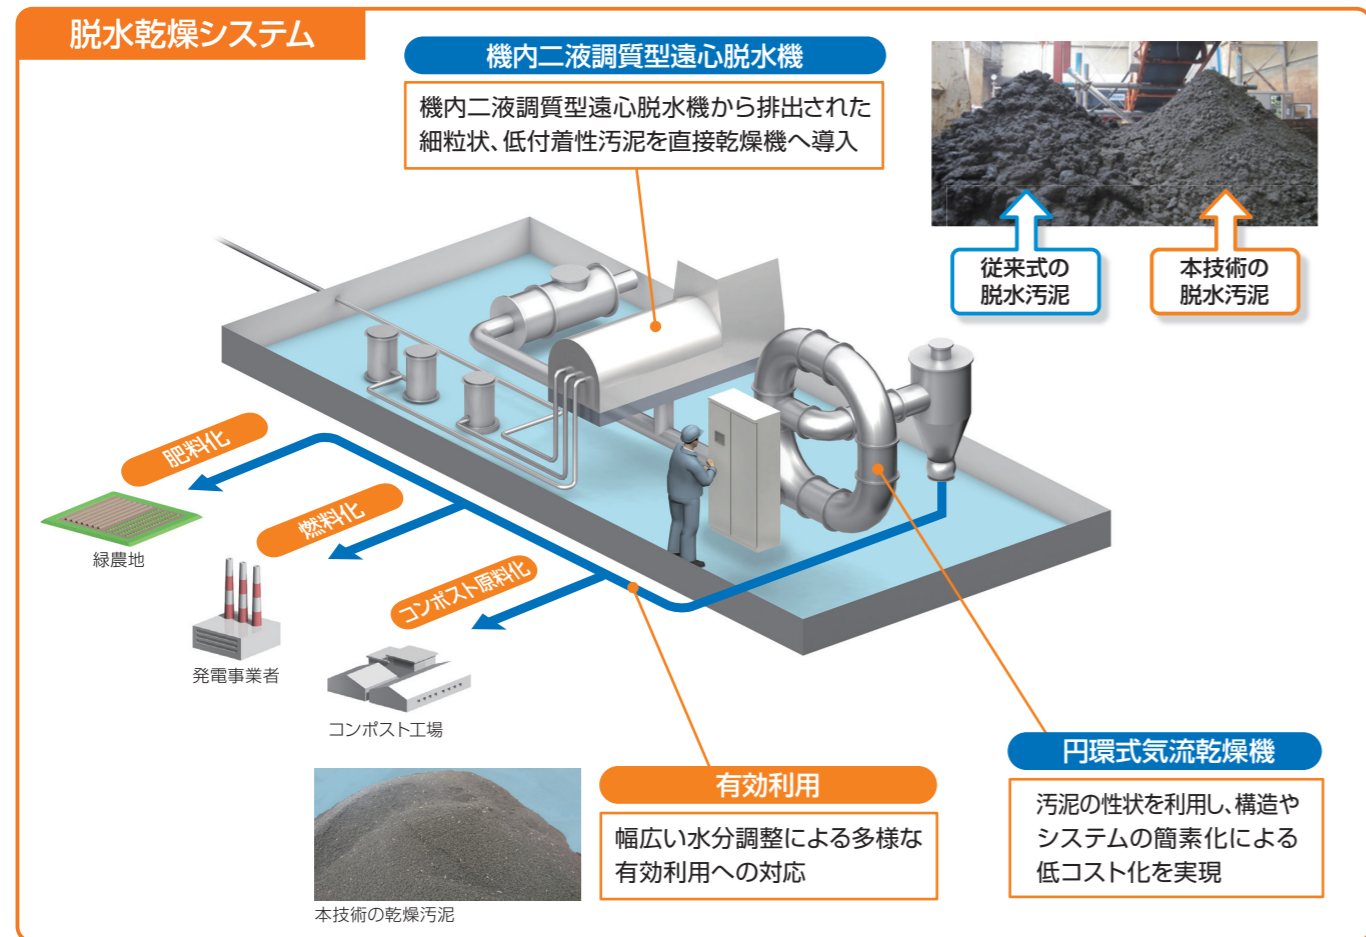 脱水乾燥システム
機内二液調質型遠心脱水機
機内二液調質型遠心脱水機から排出された
細粒状、低付着性汚泥を直接乾燥機へ導入
従来式の
脱水汚泥
本技術の
脱水汚泥
肥料化
緑農地
燃料化
発電事業者
コンポスト原料化
コンポスト工場
本技術の乾燥汚泥
有効利用
幅広い水分調整による多様な
有効利用への対応
円環式気流乾燥機
汚泥の性状を利用し、構造や
システムの簡素化による
低コスト化を実現